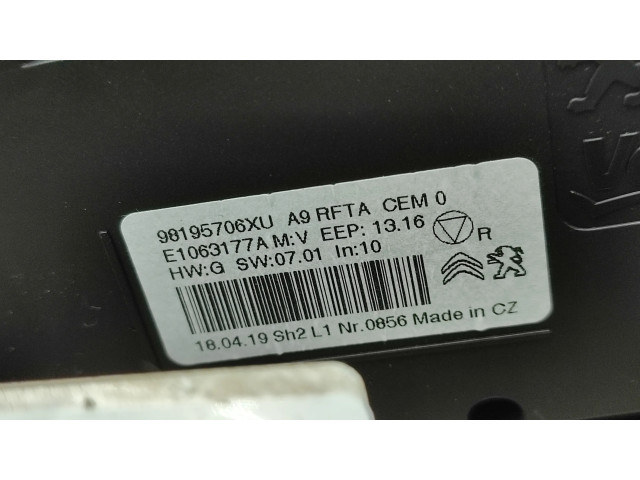 98195706XU A9 RFTA CEM 0
E1063177A M:V EEP: 13.16
R
HW:G SW:07.01 In:10
18.04.19 Sh2 L1 Nr.0856 Made in CZ